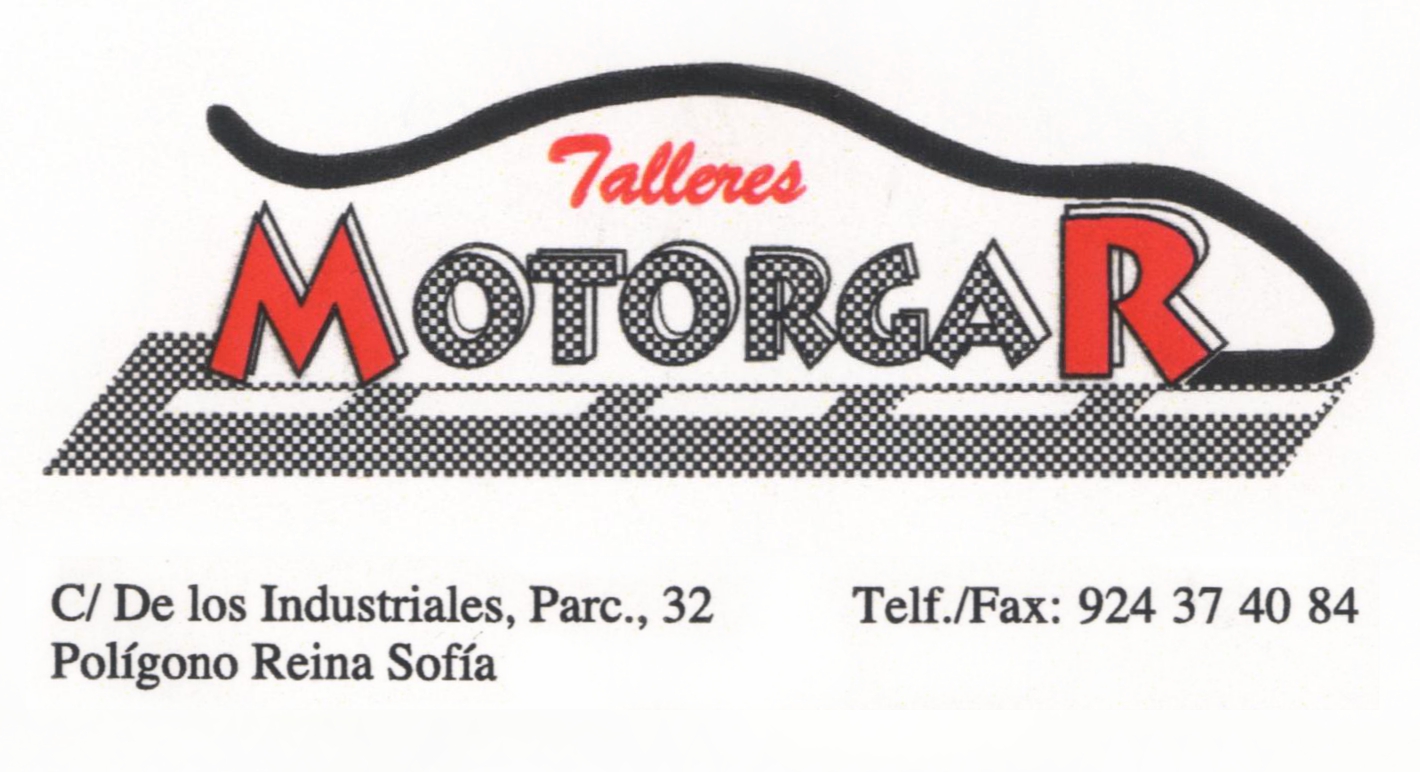 Talleres
MOTORGAR
C/ De los Industriales, Parc., 32
Telf./Fax: 924 37 40 84
Polígono Reina Sofía